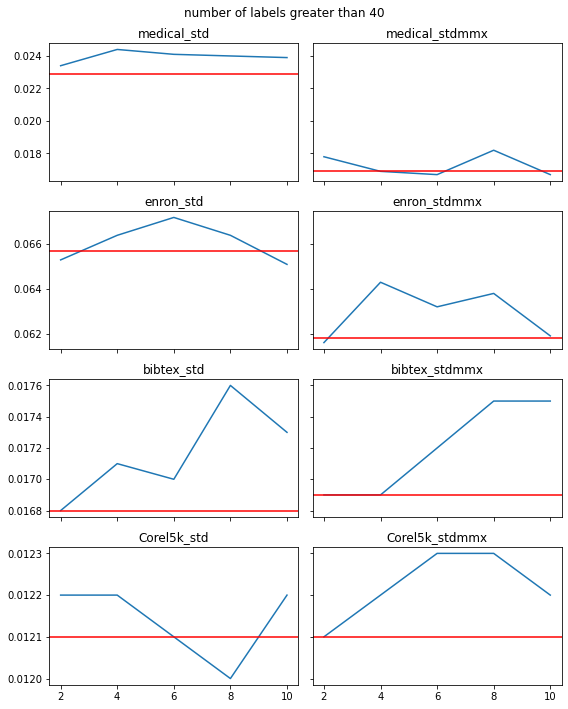 number of labels greater than 40
medical_std
medical_stdmmx
0.024
0.022
0.020
0.018
enron_std
enron_stdmmx
0.066
0.064
0.062
bibtex_std
bibtex_stdmmx
0.0176
0.0174
0.0172
0.0170
0.0168
Corel5k_std
Corel5k_stdmmx
0.0123
0.0122
0.0121
0.0120
2 4 6 8 10 2 4 6 8 10